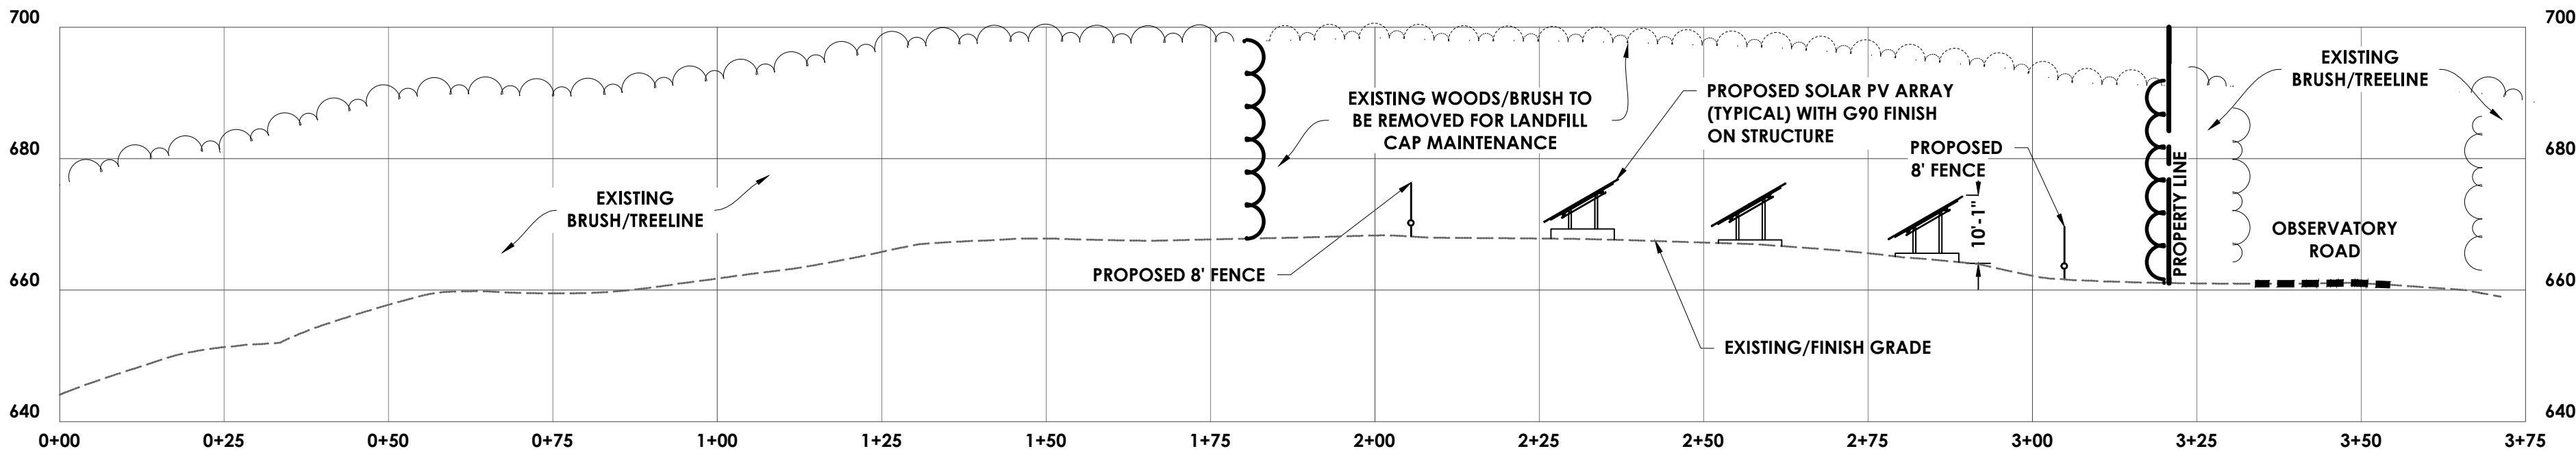 700
700
EXISTING
BRUSH/TREELINE
EXISTING WOODS/BRUSH TO
BE REMOVED FOR LANDFILL
CAP MAINTENANCE
PROPOSED SOLAR PV ARRAY
(TYPICAL) WITH G90 FINISH
ON STRUCTURE
PROPOSED
8' FENCE
680
680
EXISTING
BRUSH/TREELINE
PROPERTY LINE
10'-1"
OBSERVATORY
ROAD
PROPOSED 8' FENCE
660
660
EXISTING/FINISH GRADE
640
640
0+00
0+25
0+50
0+75
1+00
1+25
1+50
1+75
2+00
2+25
2+50
2+75
3+00
3+25
3+50
3+75